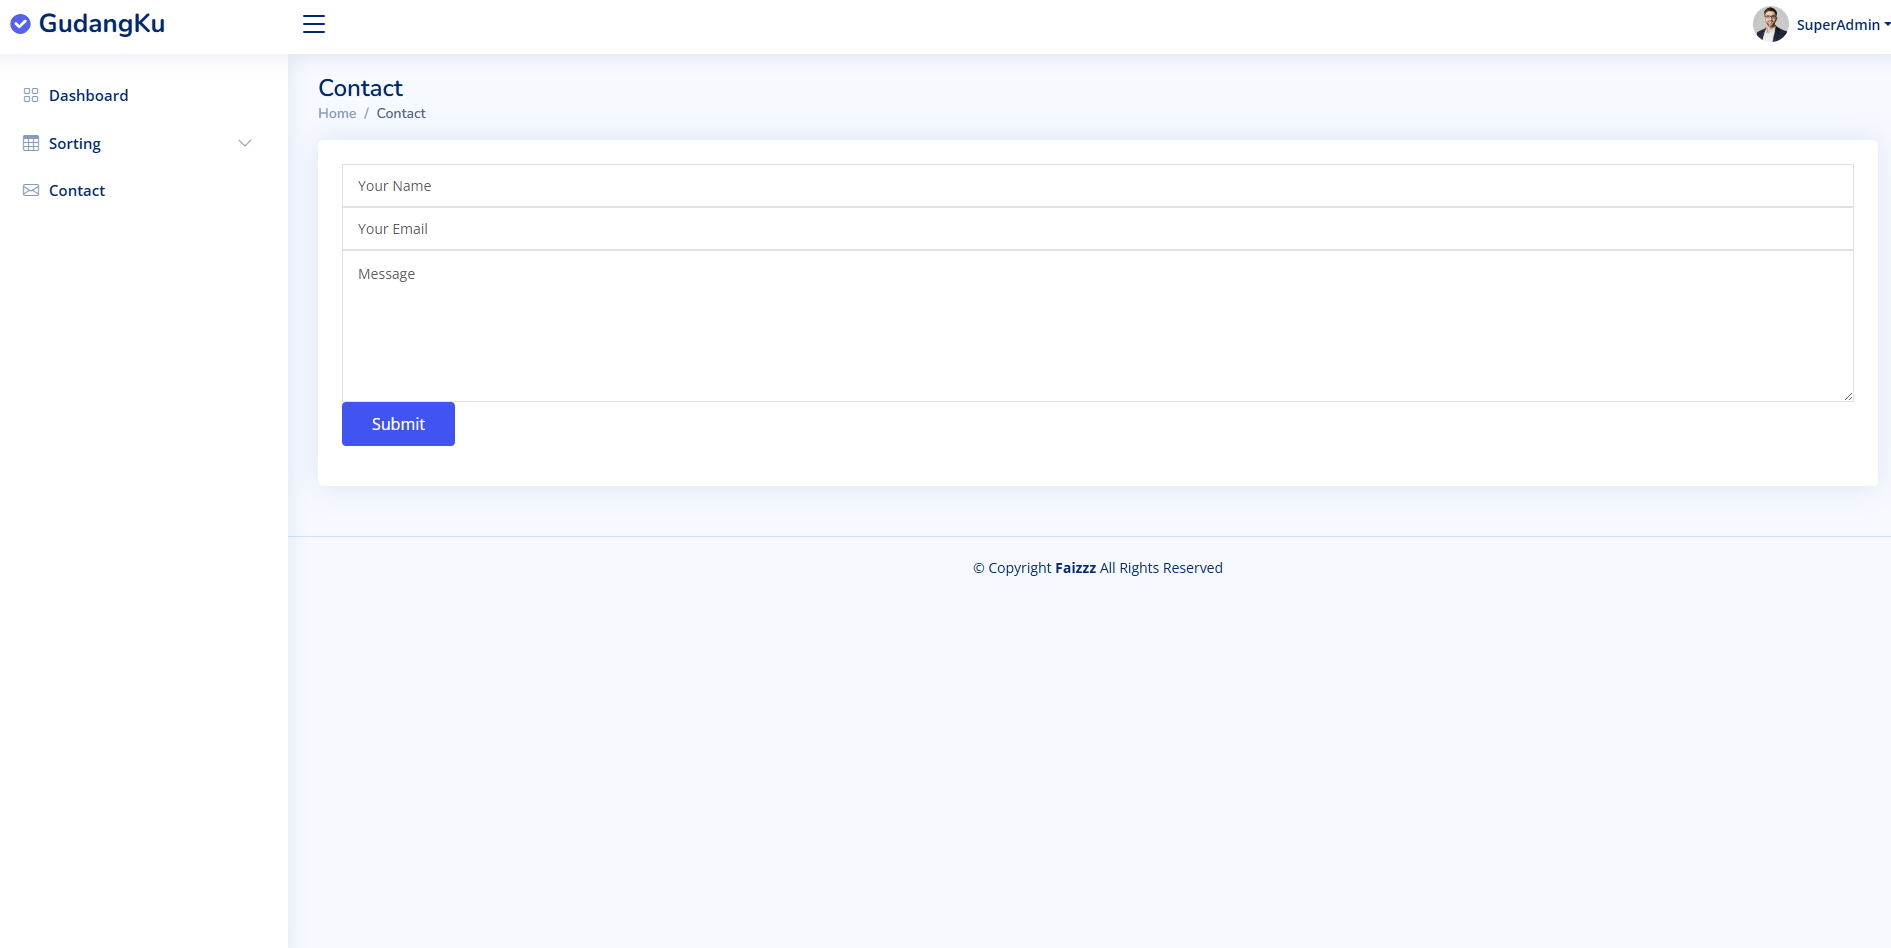 GudangKu
SuperAdmin
Dashboard
Sorting
Contact
Contact
Home / Contact
Your Name
Your Email
Message
Submit
© Copyright Faizzz All Rights Reserved